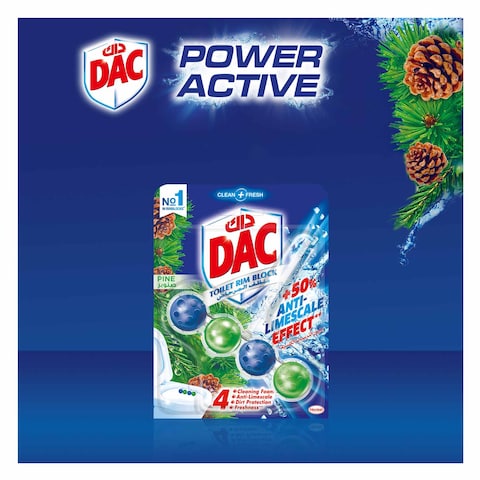 داك
DAC
POWER
ACTIVE
CLEAN + FRESH
Nº1
داك
DAC
TOILET RIM BLOCK
PINE
صنوبر
+50%
ANTI-
LIMESCALE
EFFECT**
4
• Cleaning Foam
• Anti-Limescale
• Dirt Protection
• Freshness
Henkel